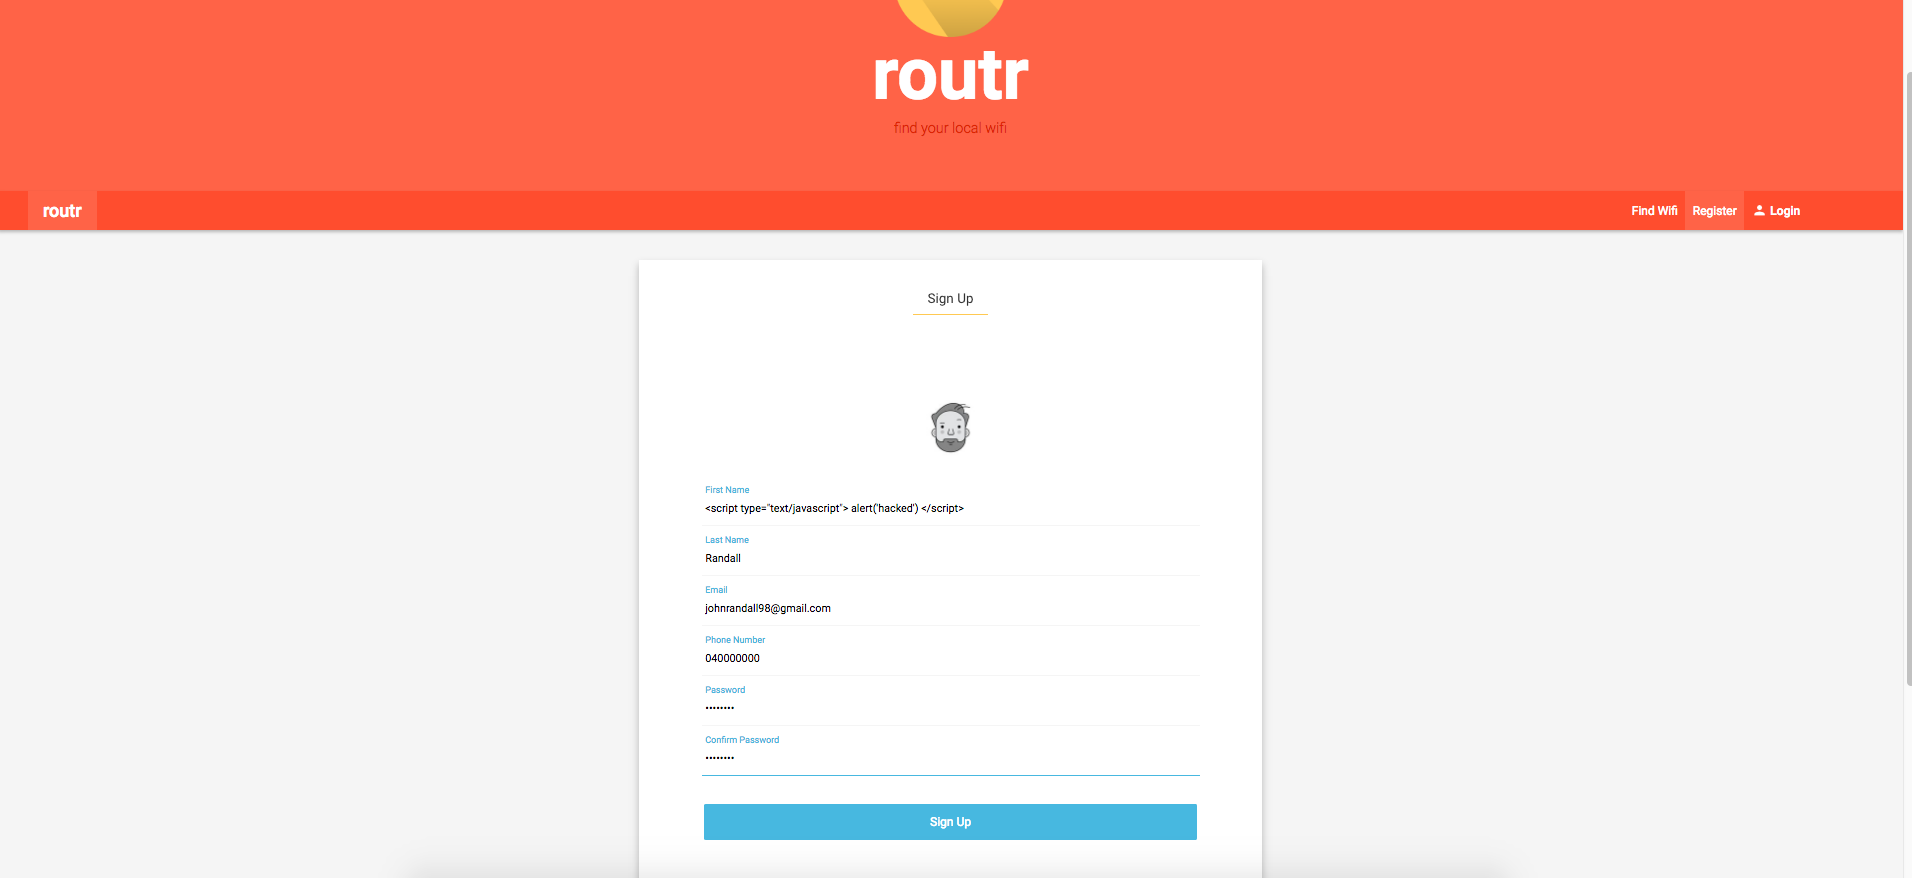 routr
find your local wifi
routr
Find Wifi Register Login
Sign Up
First Name
<script type="text/javascript"> alert('hacked') </script>
Last Name
Randall
Email
johnrandall98@gmail.com
Phone Number
040000000
Password
••••••••
Confirm Password
••••••••
Sign Up